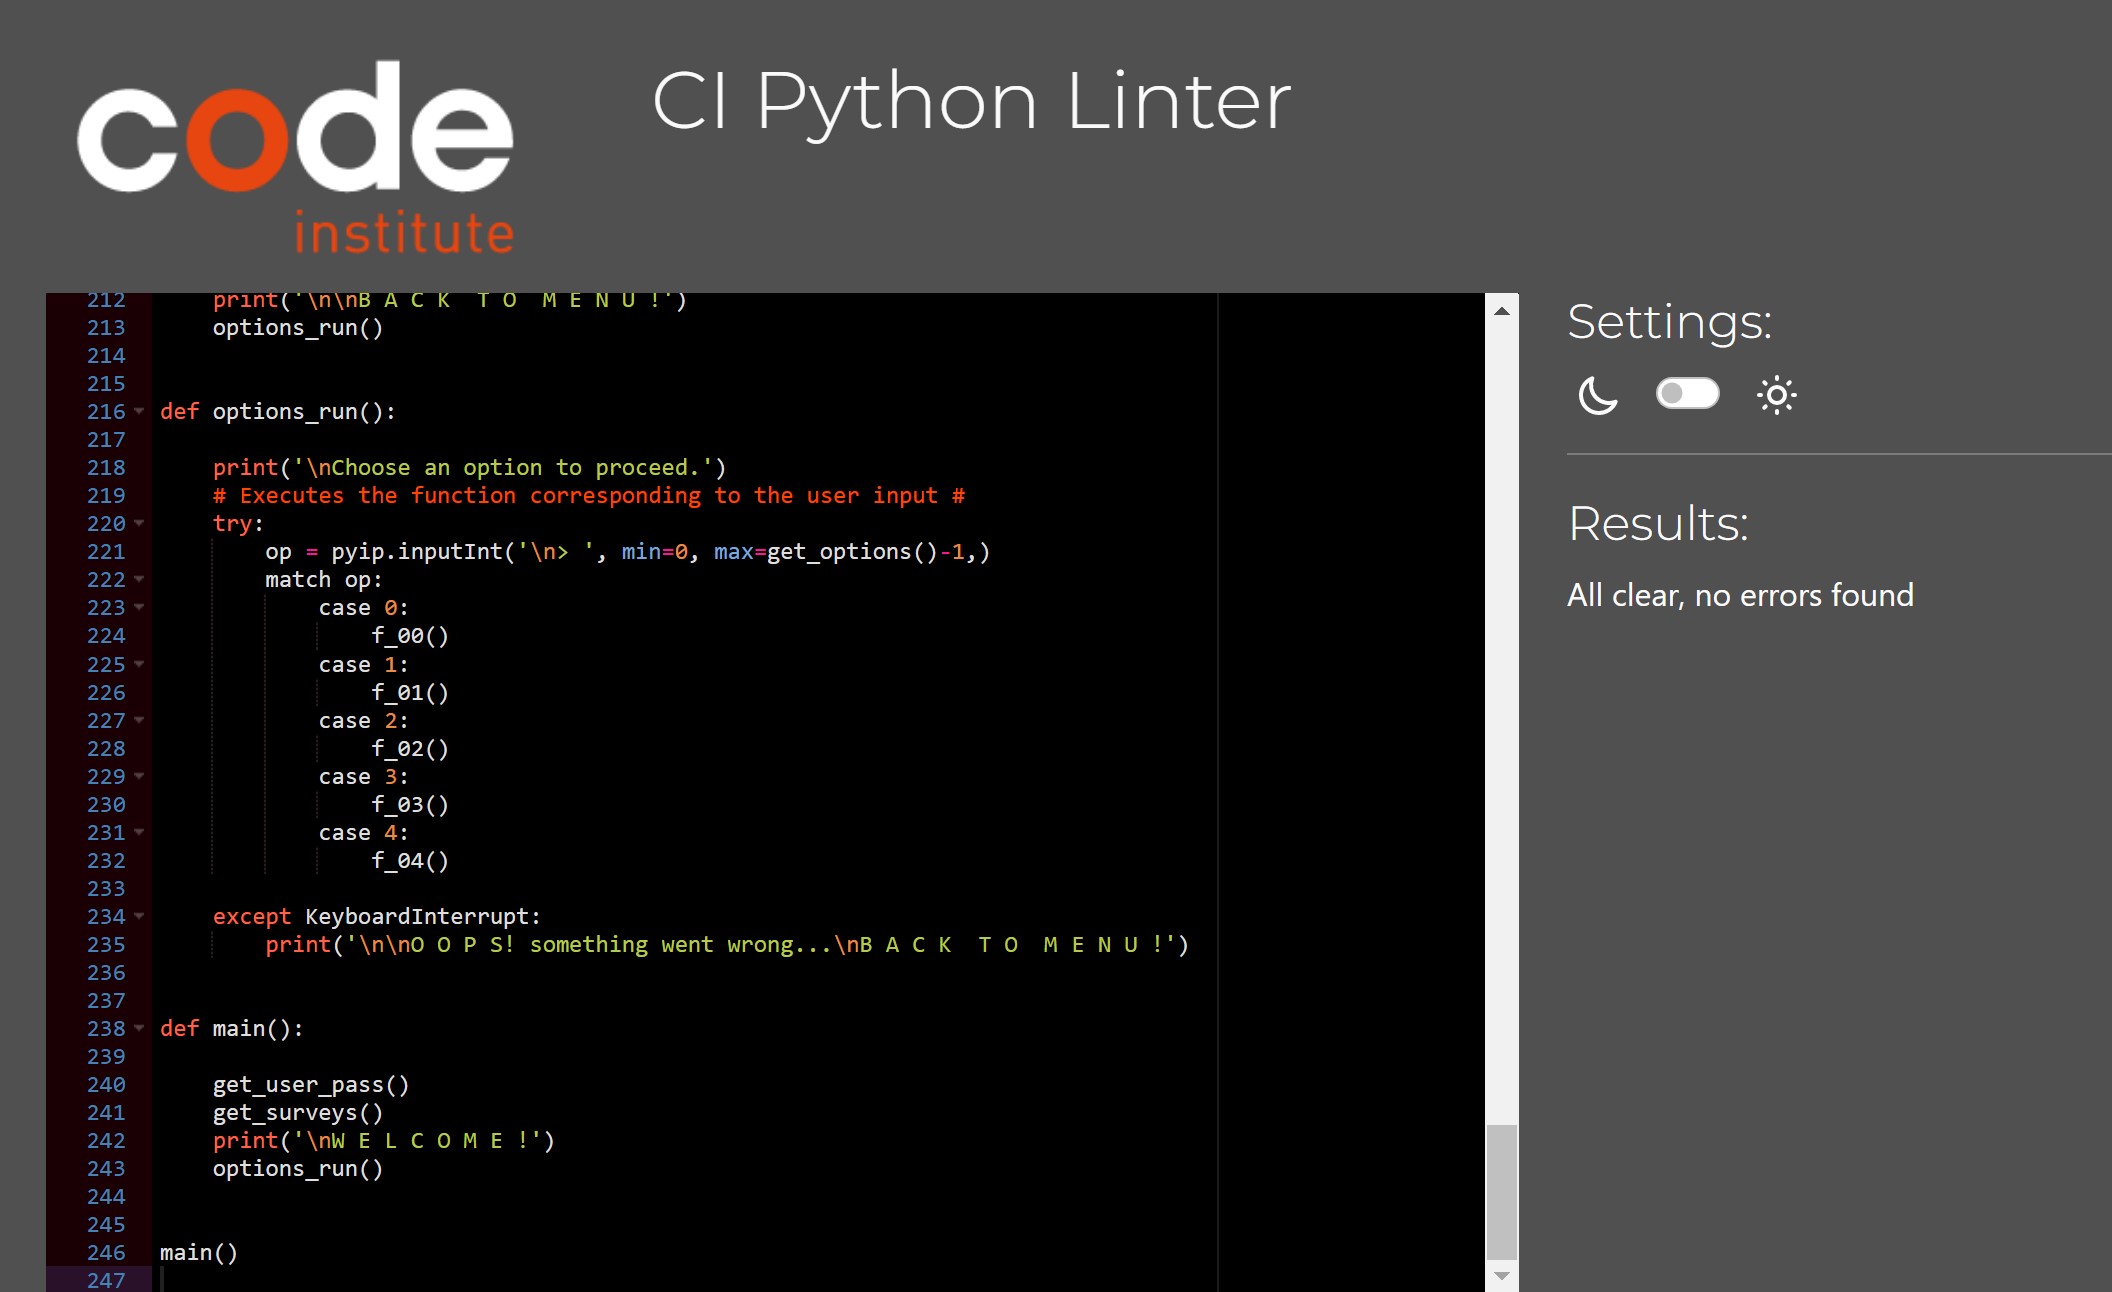 code
institute
CI Python Linter
212     print('\n\nB A C K  T O  M E N U !')
213     options_run()
214
215
216 def options_run():
217
218     print('\nChoose an option to proceed.')
219     # Executes the function corresponding to the user input #
220     try:
221         op = pyip.inputInt('\n> ', min=0, max=get_options()-1,)
222         match op:
223             case 0:
224                 f_00()
225             case 1:
226                 f_01()
227             case 2:
228                 f_02()
229             case 3:
230                 f_03()
231             case 4:
232                 f_04()
233
234     except KeyboardInterrupt:
235         print('\n\nO O P S! something went wrong...\nB A C K  T O  M E N U !')
236
237
238 def main():
239
240     get_user_pass()
241     get_surveys()
242     print('\nW E L C O M E !')
243     options_run()
244
245
246 main()
247
Settings:
Results:
All clear, no errors found